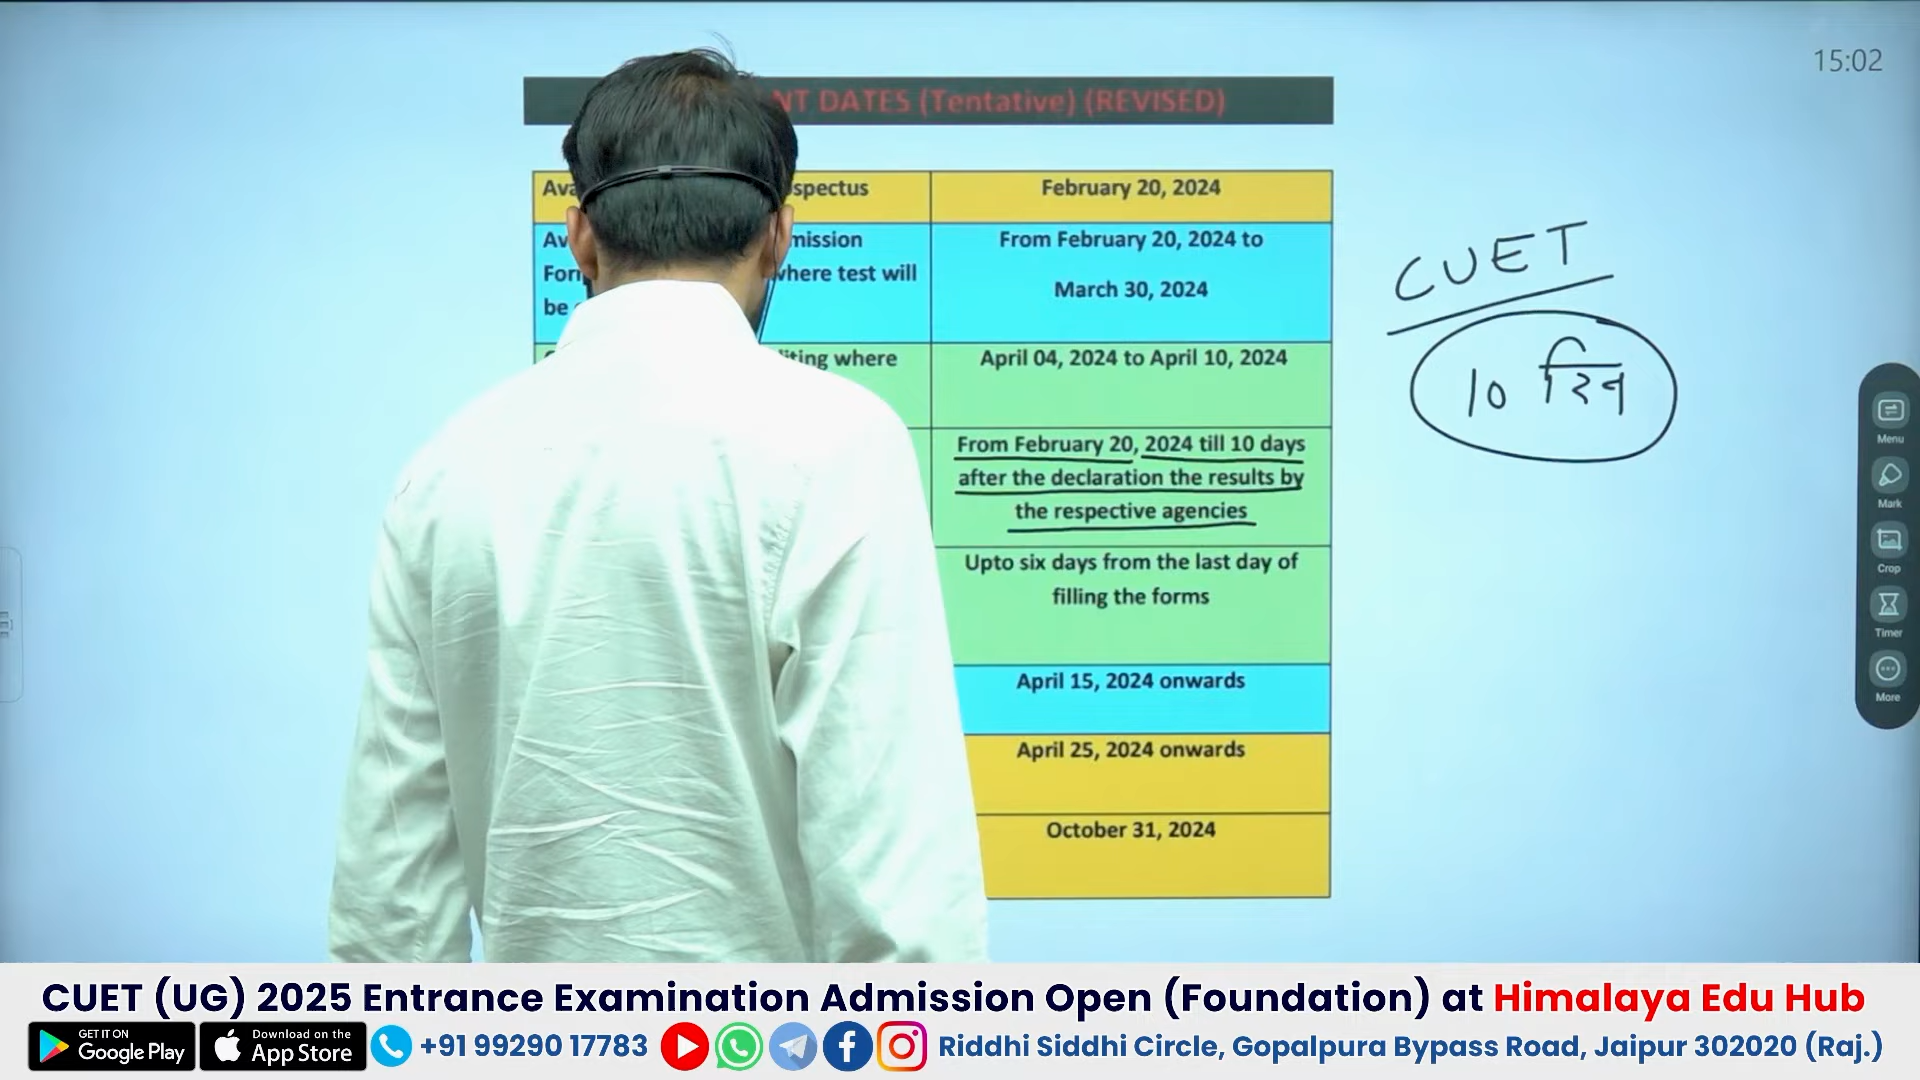 15:02
NT DATES (Tentative) (REVISED)
spectus February 20, 2024
mission From February 20, 2024 to
where test will
be March 30, 2024
where April 04, 2024 to April 10, 2024
From February 20, 2024 till 10 days
after the declaration the results by
the respective agencies
Upto six days from the last day of
filling the forms
April 15, 2024 onwards
April 25, 2024 onwards
October 31, 2024
CUET
10 दिन
Menu
Mark
Crop
Timer
More
CUET (UG) 2025 Entrance Examination Admission Open (Foundation) at Himalaya Edu Hub
GET IT ON
Google Play
Download on the
App Store
+91 99290 17783
Riddhi Siddhi Circle, Gopalpura Bypass Road, Jaipur 302020 (Raj.)